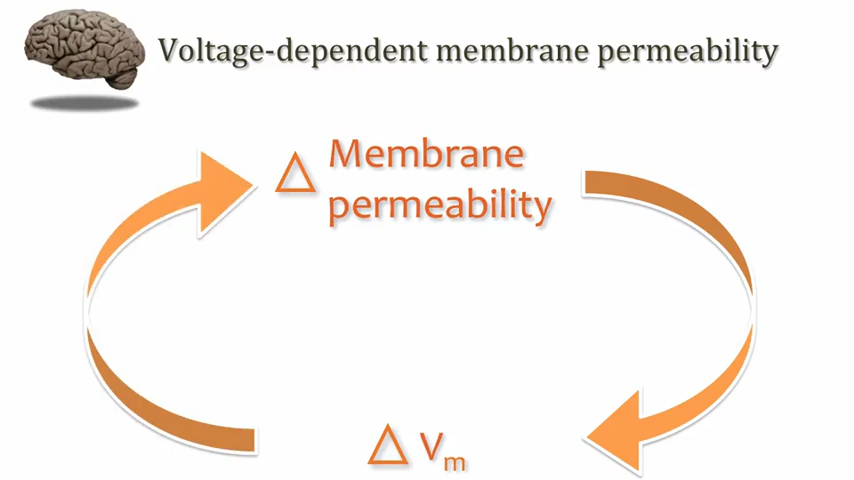 Voltage-dependent membrane permeability
Δ Membrane
permeability
Δ Vₘ